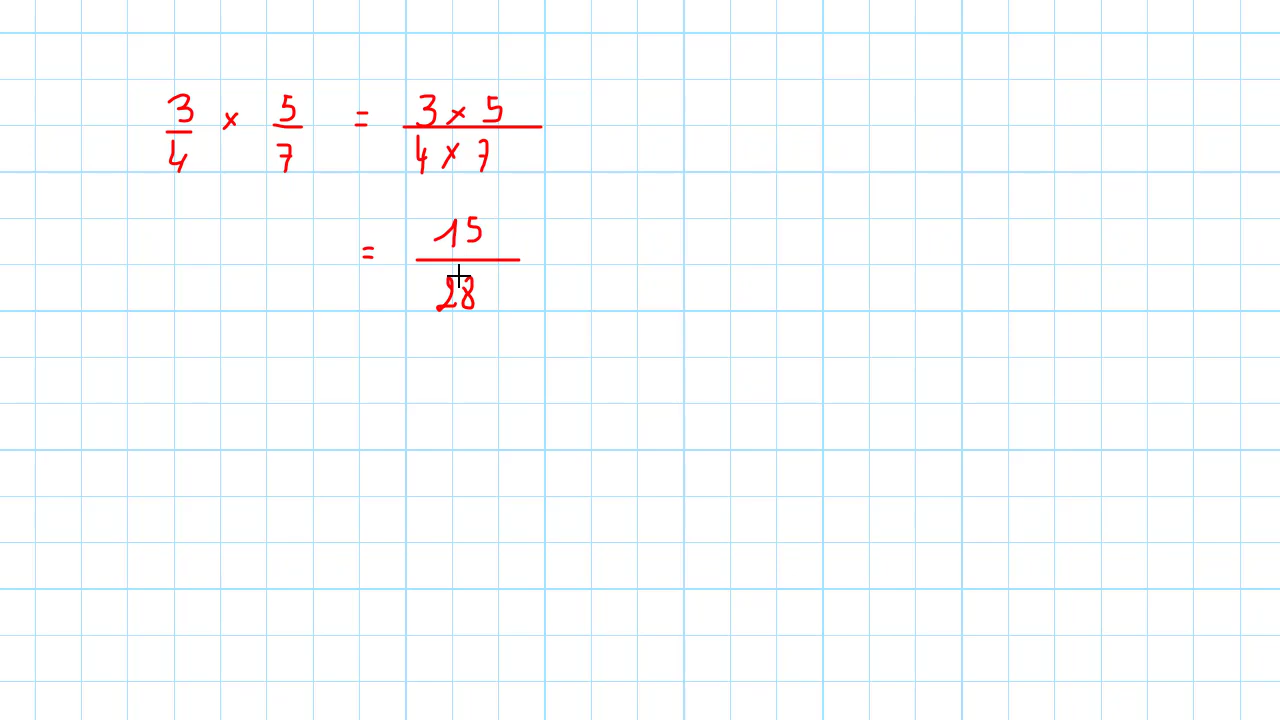 3/4 × 5/7 = (3 × 5)/(4 × 7)
= 15/28